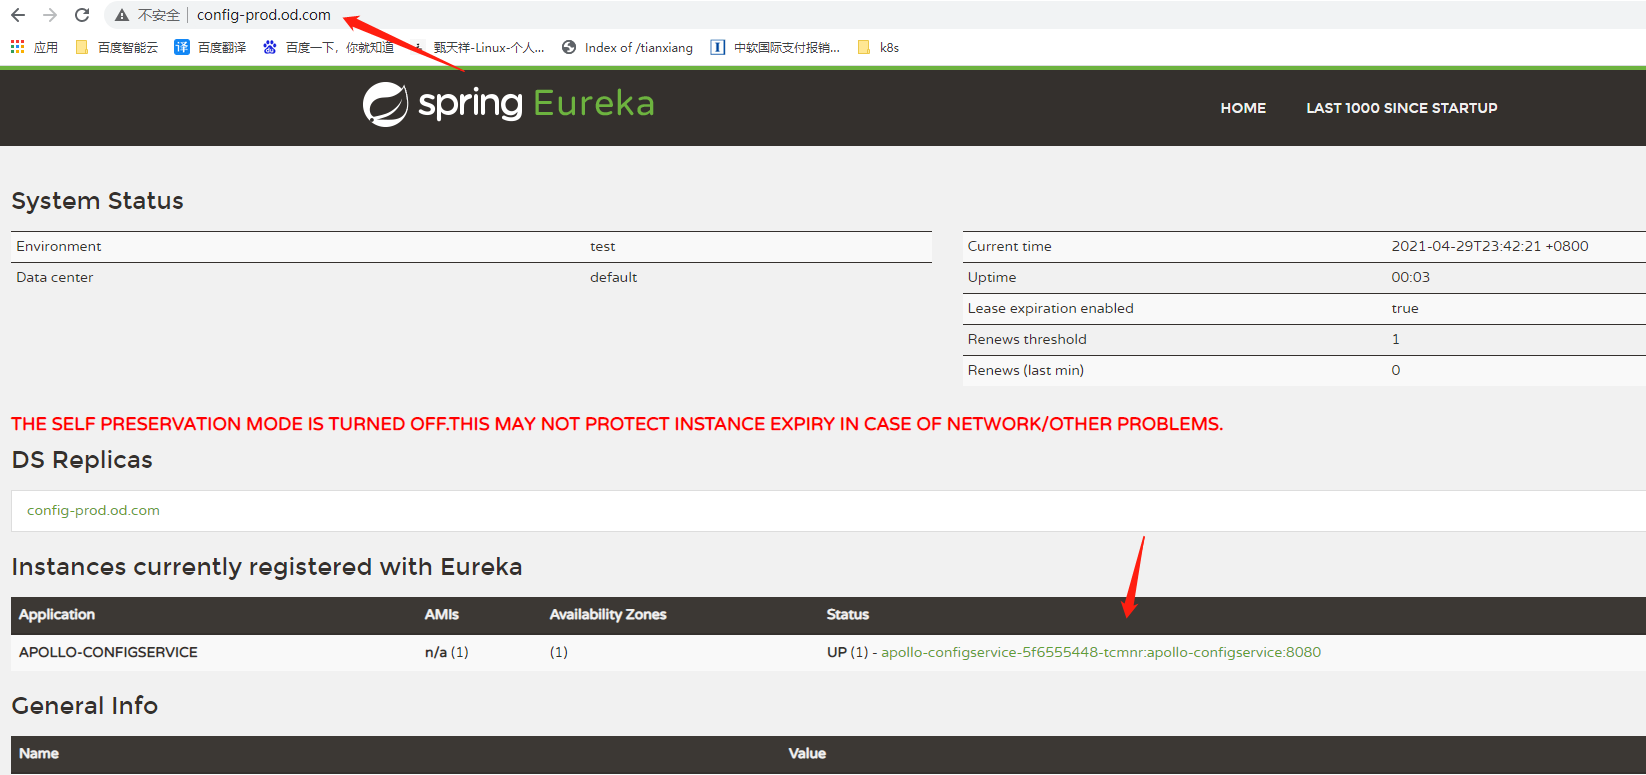 不安全 config-prod.od.com
应用 百度智能云 译 百度翻译 百度一下，你就知道 甄天祥-Linux-个人... Index of /tianxiang 中软国际支付报销... k8s
spring Eureka HOME LAST 1000 SINCE STARTUP
System Status
Environment test Current time 2021-04-29T23:42:21 +0800
Data center default Uptime 00:03
Lease expiration enabled true
Renews threshold 1
Renews (last min) 0
THE SELF PRESERVATION MODE IS TURNED OFF.THIS MAY NOT PROTECT INSTANCE EXPIRY IN CASE OF NETWORK/OTHER PROBLEMS.
DS Replicas
config-prod.od.com
Instances currently registered with Eureka
Application AMIs Availability Zones Status
APOLLO-CONFIGSERVICE n/a (1) (1) UP (1) - apollo-configservice-5f6555448-tcmnr:apollo-configservice:8080
General Info
Name Value